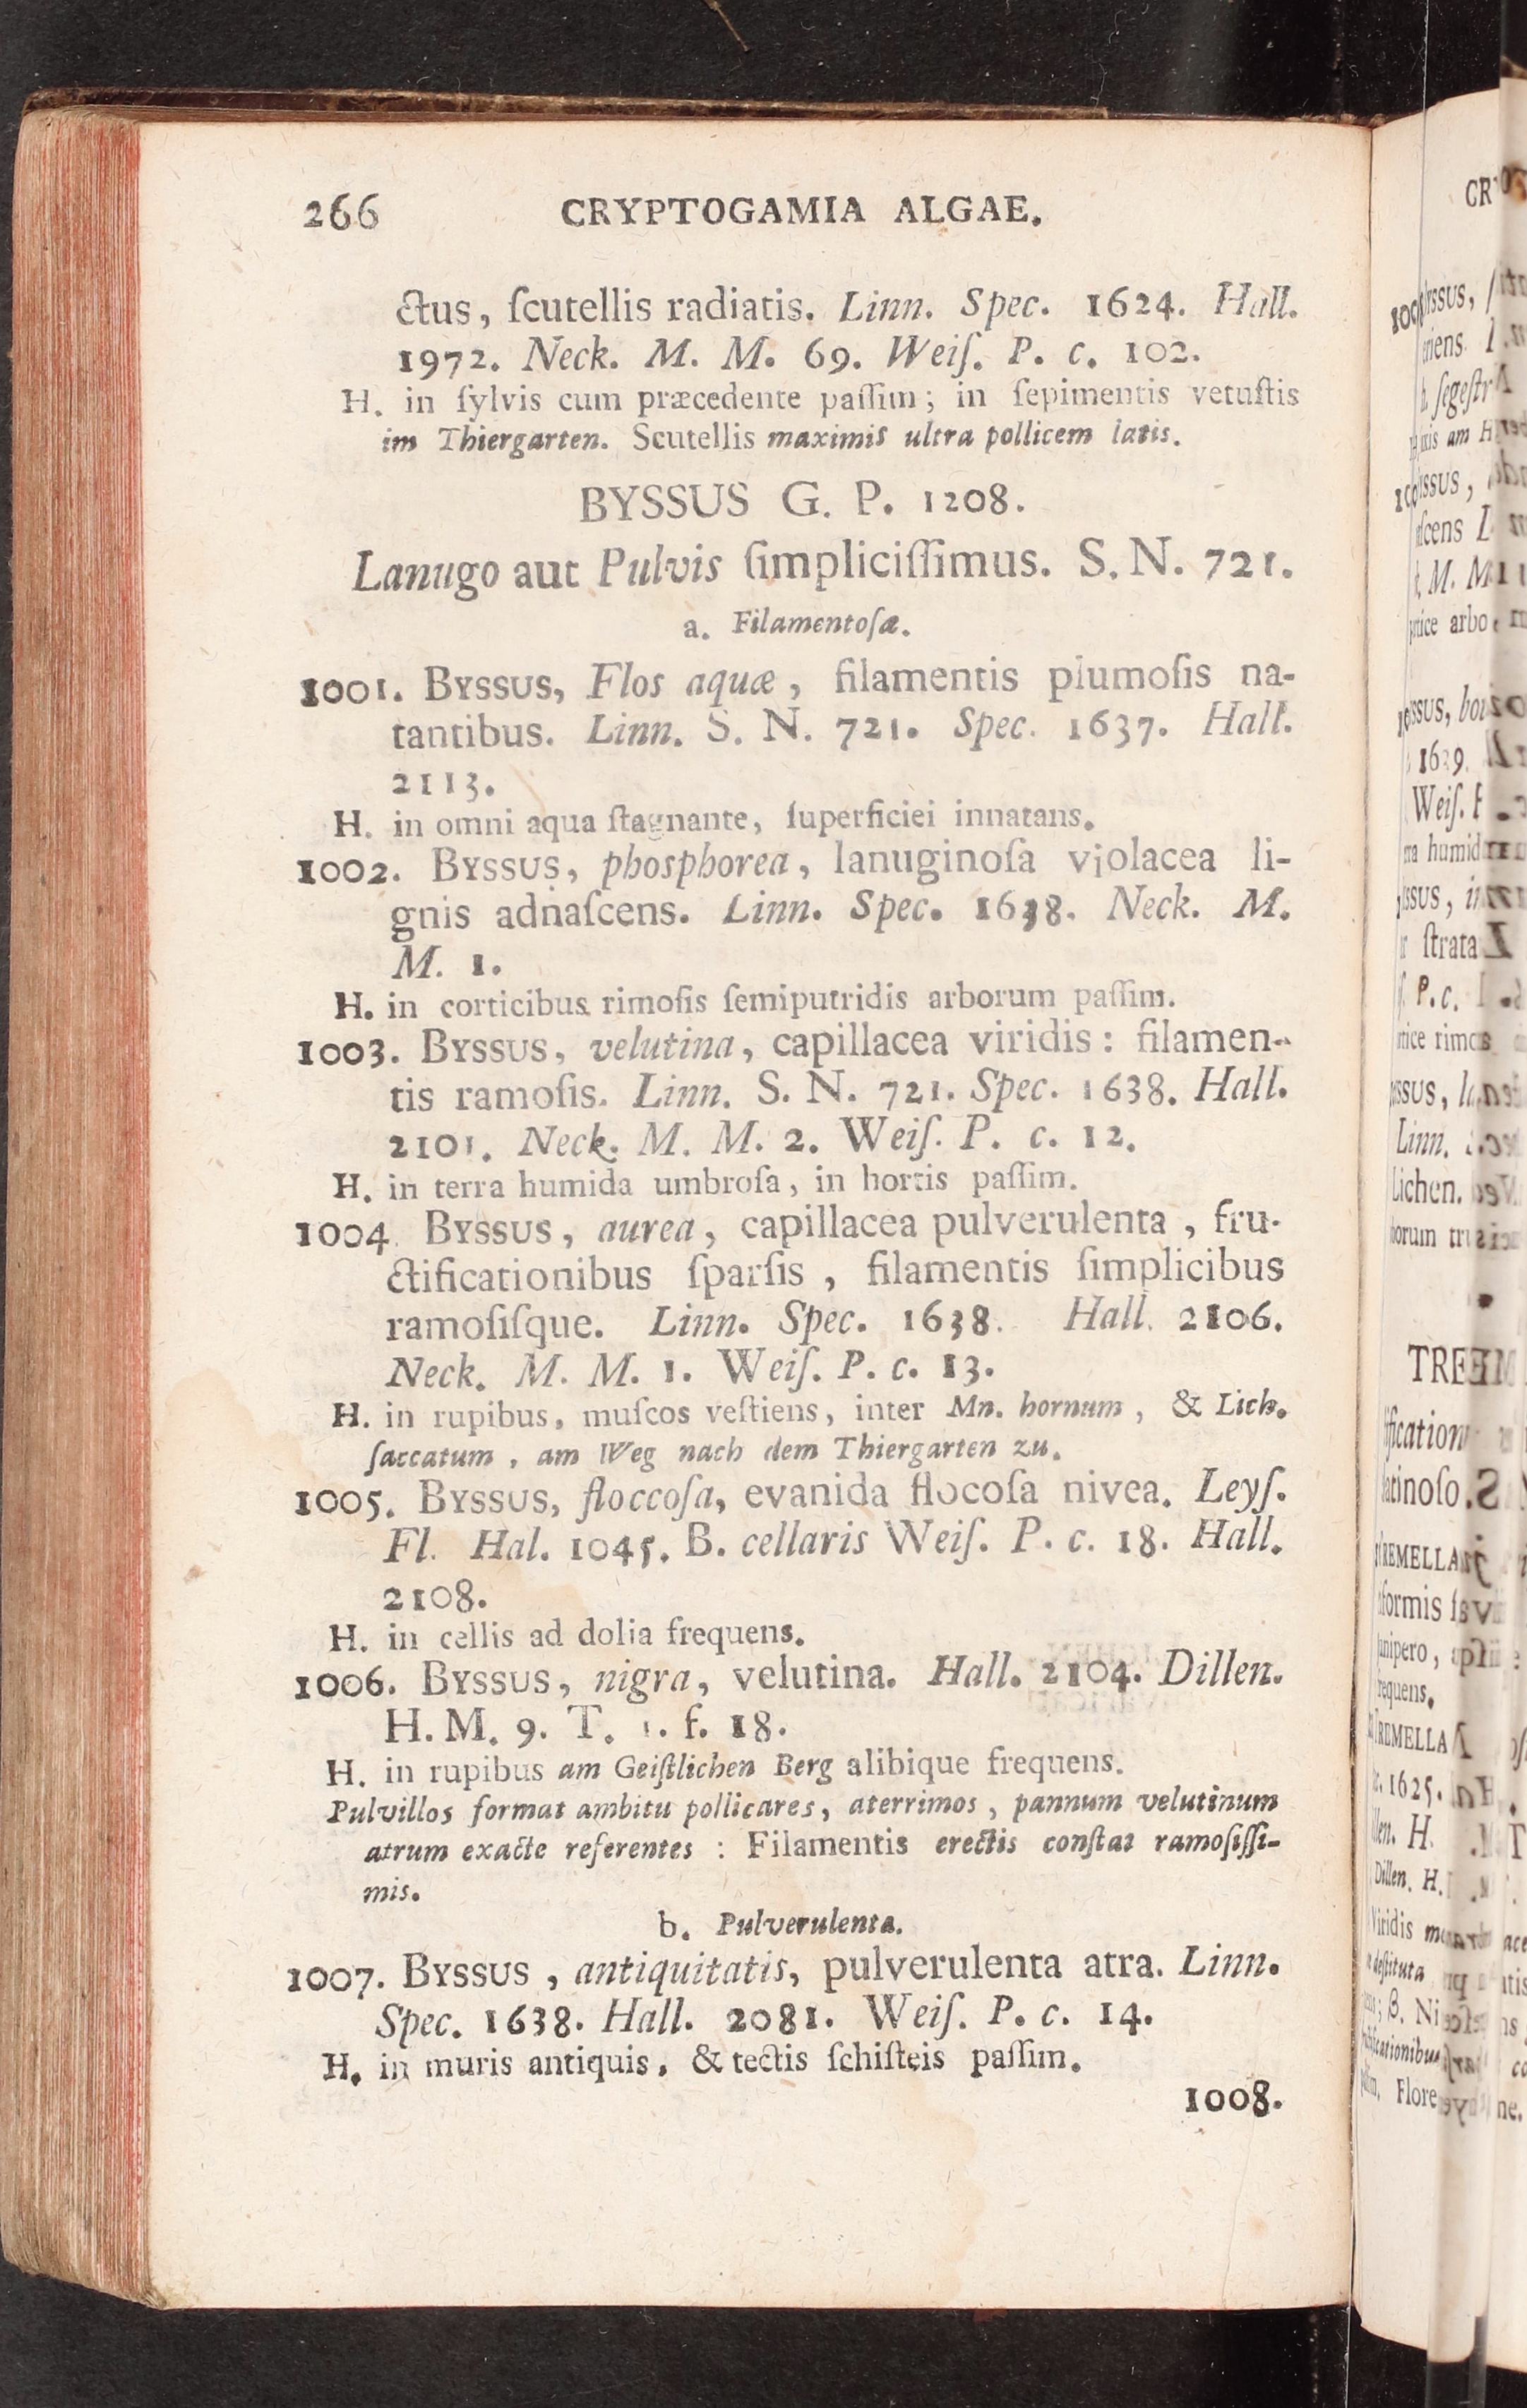 266 CRYPTOGAMIA ALGAE.
ctus, ſcutellis radiatis. Linn. Spec. 1624. Hall.
1972. Neck. M. M. 69. Weiſ. P. c. 102.
H. in ſylvis cum præcedente paſſim; in ſepimentis vetuſtis
im Thiergarten. Scutellis maximis ultra pollicem latis.
BYSSUS G. P. 1208.
Lanugo aut Pulvis ſimpliciſſimus. S. N. 721.
a. Filamentoſæ.
1001. BYSSUS, Flos aquæ, filamentis plumoſis na-
tantibus. Linn. S. N. 721. Spec. 1637. Hall.
2113.
H. in omni aqua ſtagnante, ſuperficiei innatans.
1002. BYSSUS, phosphorea, lanuginoſa violacea li-
gnis adnaſcens. Linn. Spec. 1638. Neck. M.
M. 1.
H. in corticibus rimoſis ſemiputridis arborum paſſim.
1003. BYSSUS, velutina, capillacea viridis: filamen-
tis ramoſis. Linn. S. N. 721. Spec. 1638. Hall.
2101. Neck. M. M. 2. Weiſ. P. c. 12.
H. in terra humida umbroſa, in hortis paſſim.
1004. BYSSUS, aurea, capillacea pulverulenta, fru-
ctificationibus ſparſis, filamentis ſimplicibus
ramoſiſque. Linn. Spec. 1638. Hall. 2106.
Neck. M. M. 1. Weiſ. P. c. 13.
H. in rupibus, muſcos veſtiens, inter Mn. hornum, & Lich.
ſaccatum, am Weg nach dem Thiergarten zu.
1005. BYSSUS, floccoſa, evanida flocoſa nivea. Leyſ.
Fl. Hal. 1045. B. cellaris Weiſ. P. c. 18. Hall.
2108.
H. in cellis ad dolia frequens.
1006. BYSSUS, nigra, velutina. Hall. 2104. Dillen.
H. M. 9. T. 1. f. 18.
H. in rupibus am Geiſtlichen Berg alibique frequens.
Pulvillos format ambitu pollicares, aterrimos, pannum velutinum
atrum exacte referentes: Filamentis erectis conſtat ramoſiſſi-
mis.
b. Pulverulenta.
1007. BYSSUS, antiquitatis, pulverulenta atra. Linn.
Spec. 1638. Hall. 2081. Weiſ. P. c. 14.
H. in muris antiquis, & tectis ſchiſteis paſſim.
1008.